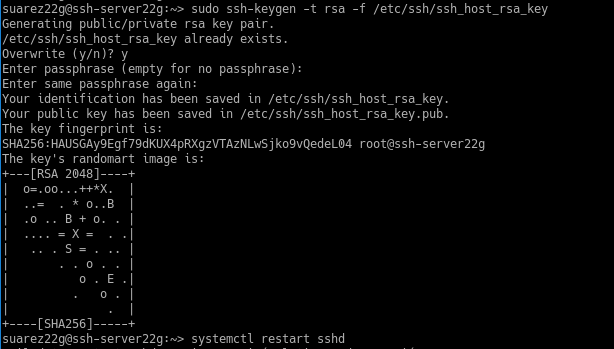 suarez22g@ssh-server22g:~> sudo ssh-keygen -t rsa -f /etc/ssh/ssh_host_rsa_key
Generating public/private rsa key pair.
/etc/ssh/ssh_host_rsa_key already exists.
Overwrite (y/n)? y
Enter passphrase (empty for no passphrase):
Enter same passphrase again:
Your identification has been saved in /etc/ssh/ssh_host_rsa_key.
Your public key has been saved in /etc/ssh/ssh_host_rsa_key.pub.
The key fingerprint is:
SHA256:HAUSGAy9Egf79dKUX4pRXgzVTAzNLwSjko9vQedeL04 root@ssh-server22g
The key's randomart image is:
+---[RSA 2048]----+
|  o=.oo...++*X.  |
|  ..=  . * o..B  |
|  .o .. B + o. . |
|  .... = X =  . .|
|   .. . S = . .. |
|       . . o . . |
|          o . E .|
|         .   o . |
|              .  |
+----[SHA256]-----+
suarez22g@ssh-server22g:~> systemctl restart sshd